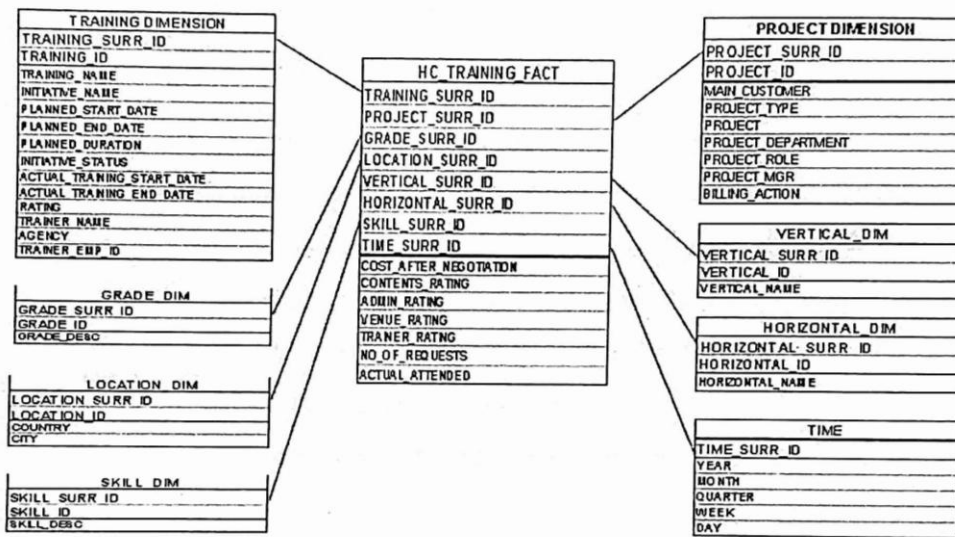 TRAINING DIMENSION
TRAINING_SURR_ID
TRAINING_ID
TRAINING_NAME
INITIATIVE_NAME
PLANNED_START_DATE
PLANNED_END_DATE
PLANNED_DURATION
INITIATIVE_STATUS
ACTUAL_TRAINING_START_DATE
ACTUAL_TRAINING_END_DATE
RATING
TRAINER_NAME
AGENCY
TRAINER_EMP_ID
GRADE_DIM
GRADE_SURR_ID
GRADE_ID
GRADE_DESC
LOCATION_DIM
LOCATION_SURR_ID
LOCATION_ID
COUNTRY
CITY
SKILL_DIM
SKILL_SURR_ID
SKILL_ID
SKILL_DESC
HC_TRAINING_FACT
TRAINING_SURR_ID
PROJECT_SURR_ID
GRADE_SURR_ID
LOCATION_SURR_ID
VERTICAL_SURR_ID
HORIZONTAL_SURR_ID
SKILL_SURR_ID
TIME_SURR_ID
COST_AFTER_NEGOTIATION
CONTENTS_RATING
ADMIN_RATING
VENUE_RATING
TRANER_RATNG
NO_OF_REQUESTS
ACTUAL_ATTENDED
PROJECT DIMENSION
PROJECT_SURR_ID
PROJECT_ID
MAIN_CUSTOMER
PROJECT_TYPE
PROJECT
PROJECT_DEPARTMENT
PROJECT_ROLE
PROJECT_MGR
BILLING_ACTION
VERTICAL_DIM
VERTICAL_SURR_ID
VERTICAL_ID
VERTICAL_NAME
HORIZONTAL_DIM
HORIZONTAL_SURR_ID
HORIZONTAL_ID
HORIZONTAL_NAME
TIME
TIME_SURR_ID
YEAR
MONTH
QUARTER
WEEK
DAY